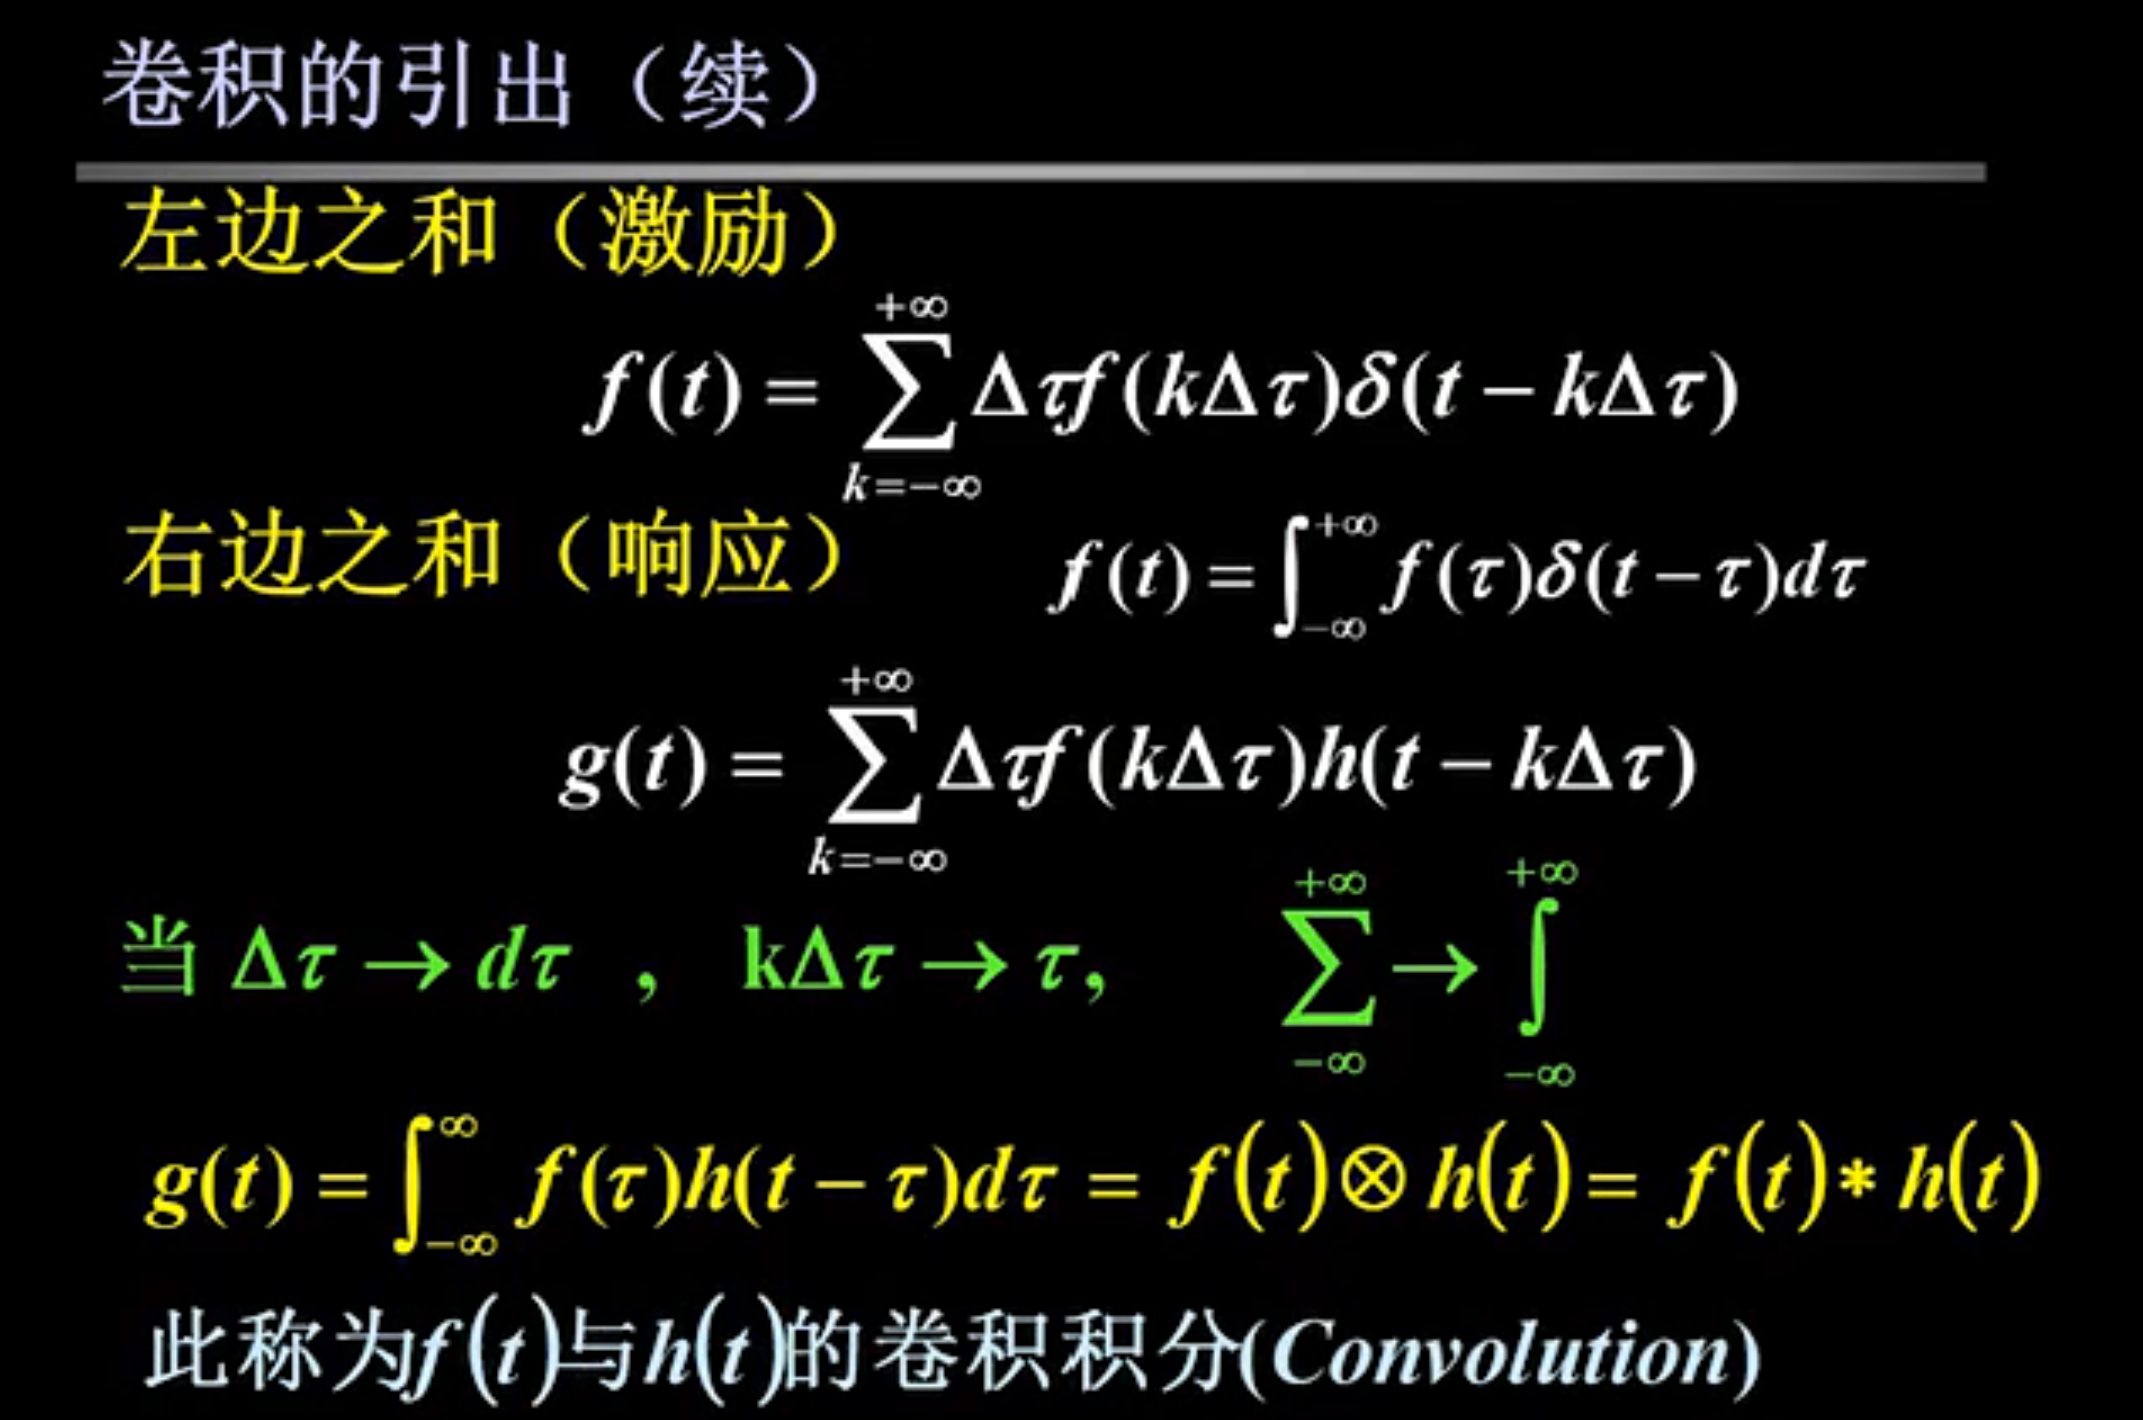 卷积的引出（续）
左边之和（激励）
f(t) = \sum_{k=-\infty}^{+\infty} \Delta\tau f(k\Delta\tau)\delta(t-k\Delta\tau)
右边之和（响应） f(t) = \int_{-\infty}^{+\infty} f(\tau)\delta(t-\tau)d\tau
g(t) = \sum_{k=-\infty}^{+\infty} \Delta\tau f(k\Delta\tau)h(t-k\Delta\tau)
当 \Delta\tau \to d\tau ， k\Delta\tau \to \tau， \sum_{-\infty}^{+\infty} \to \int_{-\infty}^{+\infty}
g(t) = \int_{-\infty}^{\infty} f(\tau)h(t-\tau)d\tau = f(t) \otimes h(t) = f(t) * h(t)
此称为f(t)与h(t)的卷积积分(Convolution)